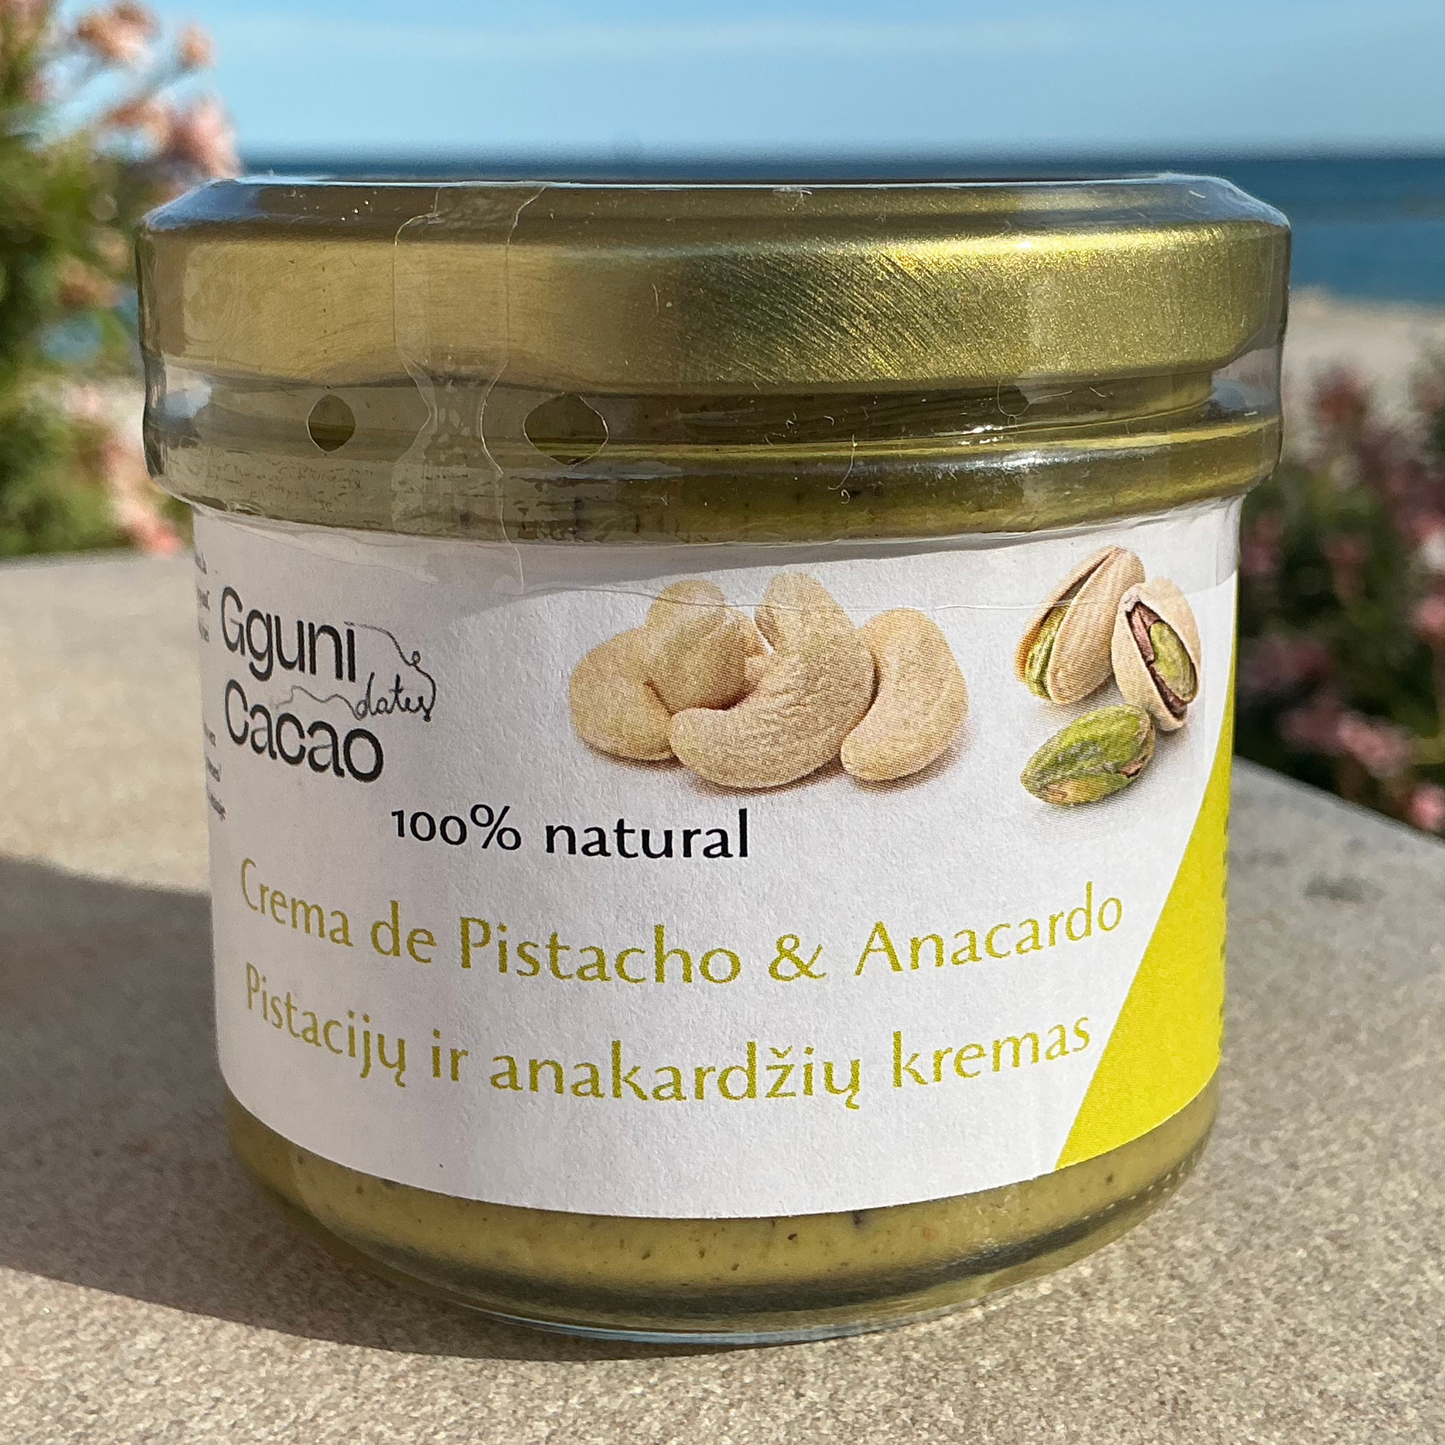 Gguni
Cacao
dates
100% natural
Crema de Pistacho & Anacardo
Pistacijų ir anakardžių kremas